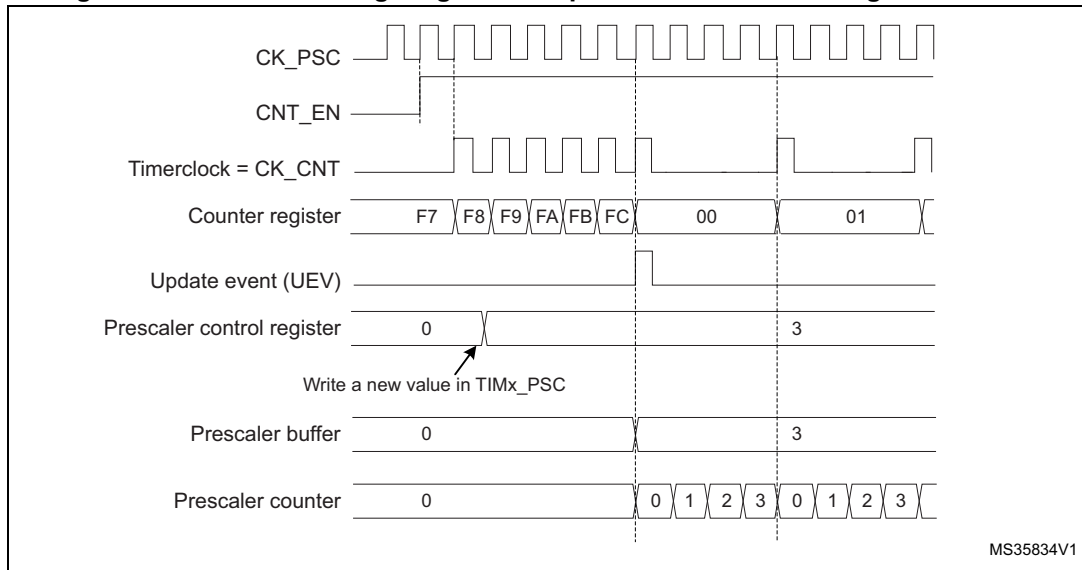 CK_PSC
CNT_EN
Timerclock = CK_CNT
Counter register F7 F8 F9 FA FB FC 00 01
Update event (UEV)
Prescaler control register 0 3
Write a new value in TIMx_PSC
Prescaler buffer 0 3
Prescaler counter 0 0 1 2 3 0 1 2 3
MS35834V1